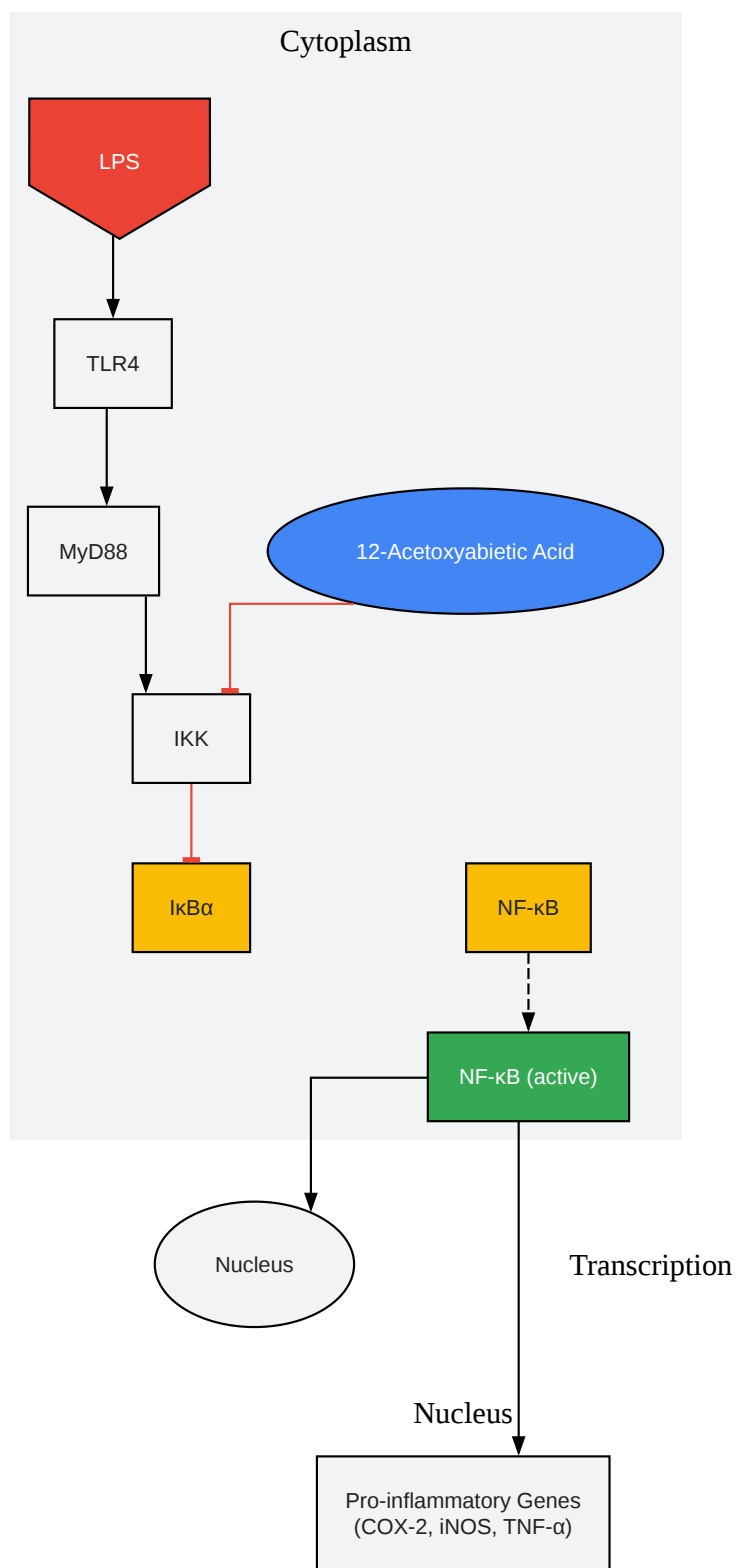 Cytoplasm
LPS
TLR4
MyD88
12-Acetoxyabietic Acid
IKK
IκBα
NF-κB
NF-κB (active)
Nucleus
Transcription
Nucleus
Pro-inflammatory Genes
(COX-2, iNOS, TNF-α)